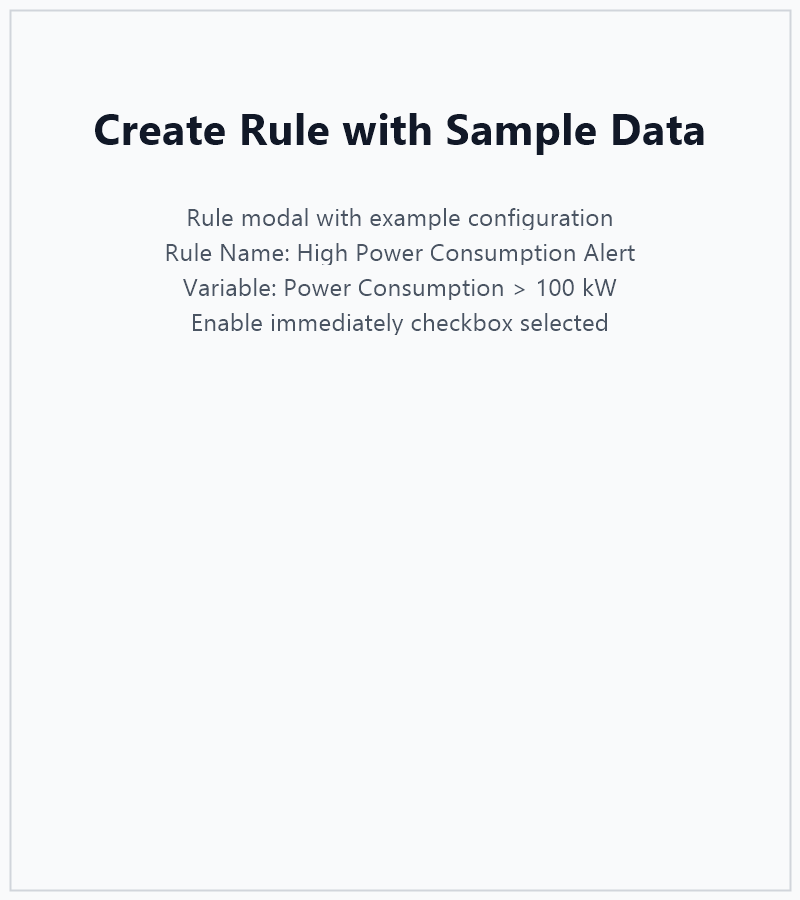 Create Rule with Sample Data
Rule modal with example configuration
Rule Name: High Power Consumption Alert
Variable: Power Consumption > 100 kW
Enable immediately checkbox selected